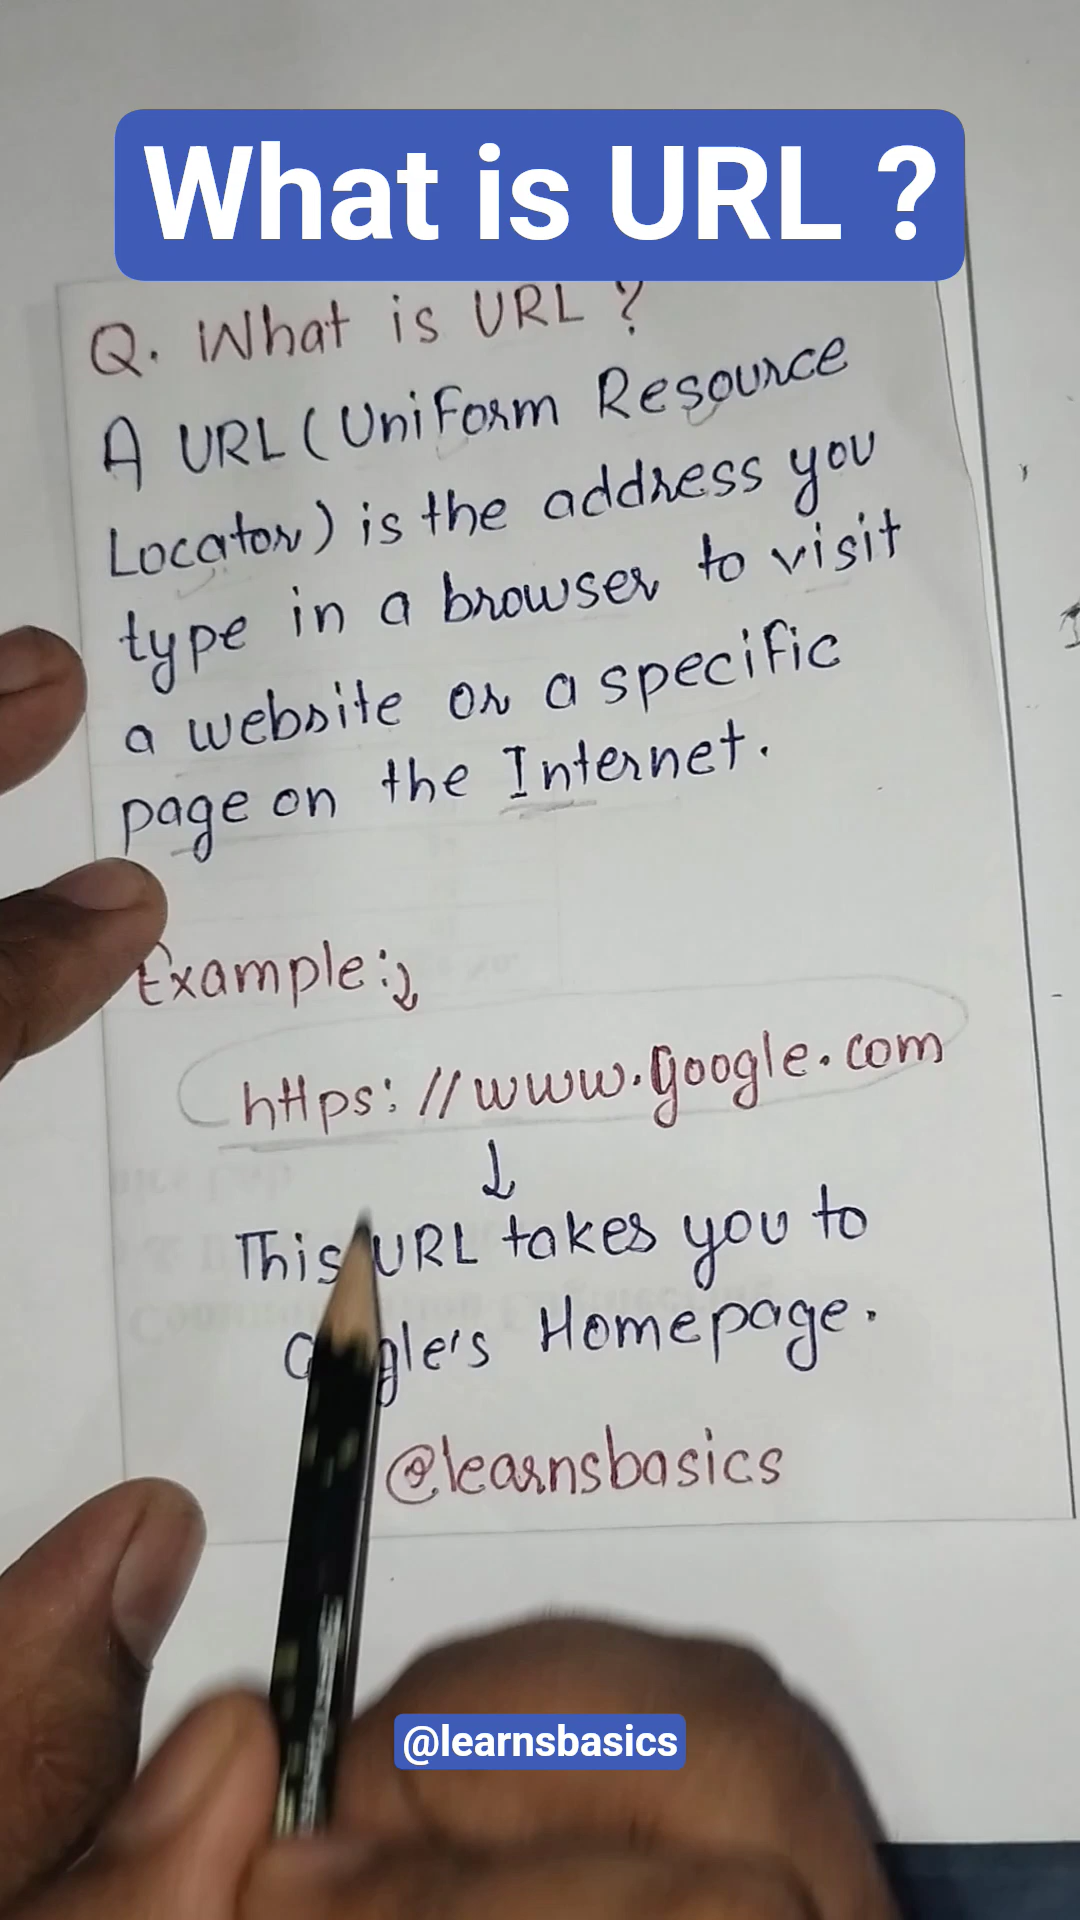 What is URL ?
Q. What is URL ?
A URL (Uniform Resource
Locator) is the address you
type in a browser to visit
a website or a specific
page on the Internet.
Example:
https://www.google.com
This URL takes you to
Homepage.
@learnsbasics
@learnsbasics